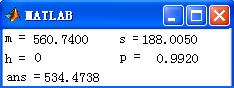 MATLAB
m = 560.7400 s = 188.0050
h = 0 p = 0.9920
ans = 534.4738